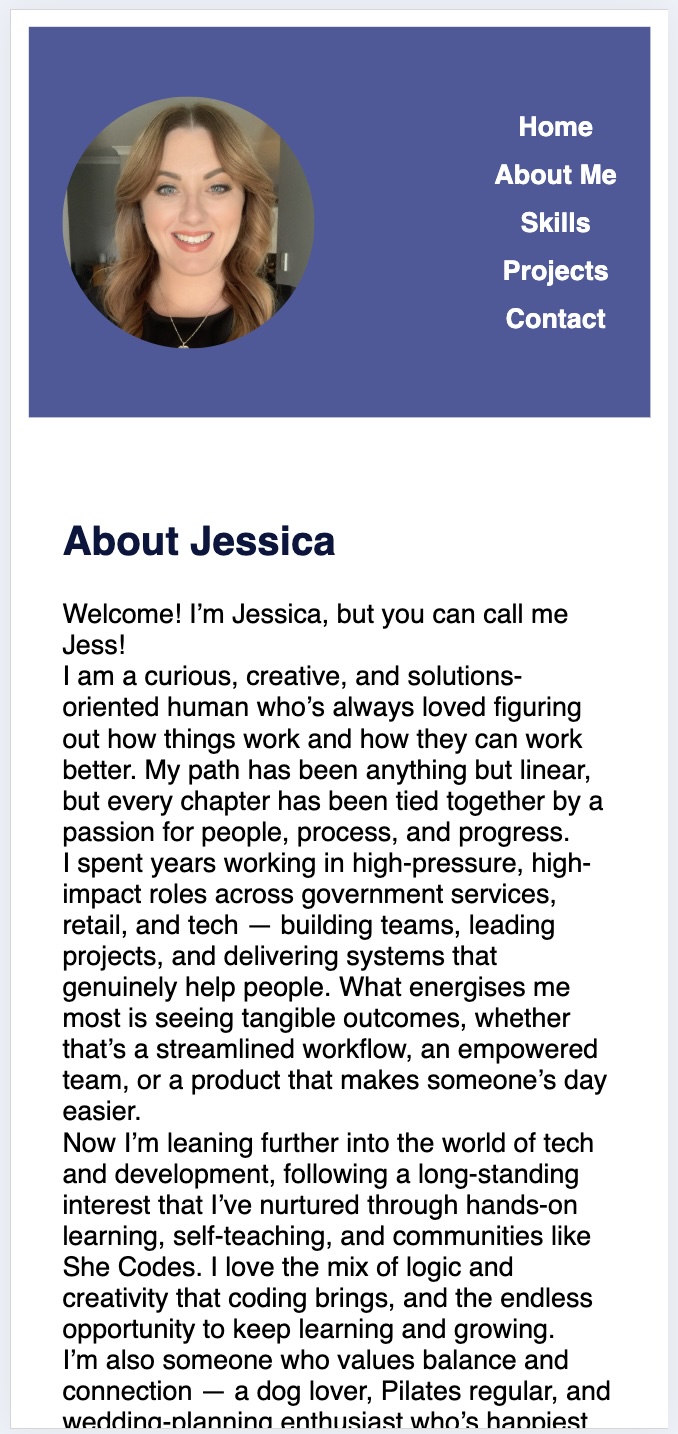 Home
About Me
Skills
Projects
Contact
About Jessica
Welcome! I’m Jessica, but you can call me
Jess!
I am a curious, creative, and solutions-
oriented human who’s always loved figuring
out how things work and how they can work
better. My path has been anything but linear,
but every chapter has been tied together by a
passion for people, process, and progress.
I spent years working in high-pressure, high-
impact roles across government services,
retail, and tech — building teams, leading
projects, and delivering systems that
genuinely help people. What energises me
most is seeing tangible outcomes, whether
that’s a streamlined workflow, an empowered
team, or a product that makes someone’s day
easier.
Now I’m leaning further into the world of tech
and development, following a long-standing
interest that I’ve nurtured through hands-on
learning, self-teaching, and communities like
She Codes. I love the mix of logic and
creativity that coding brings, and the endless
opportunity to keep learning and growing.
I’m also someone who values balance and
connection — a dog lover, Pilates regular, and
wedding-planning enthusiast who’s happiest